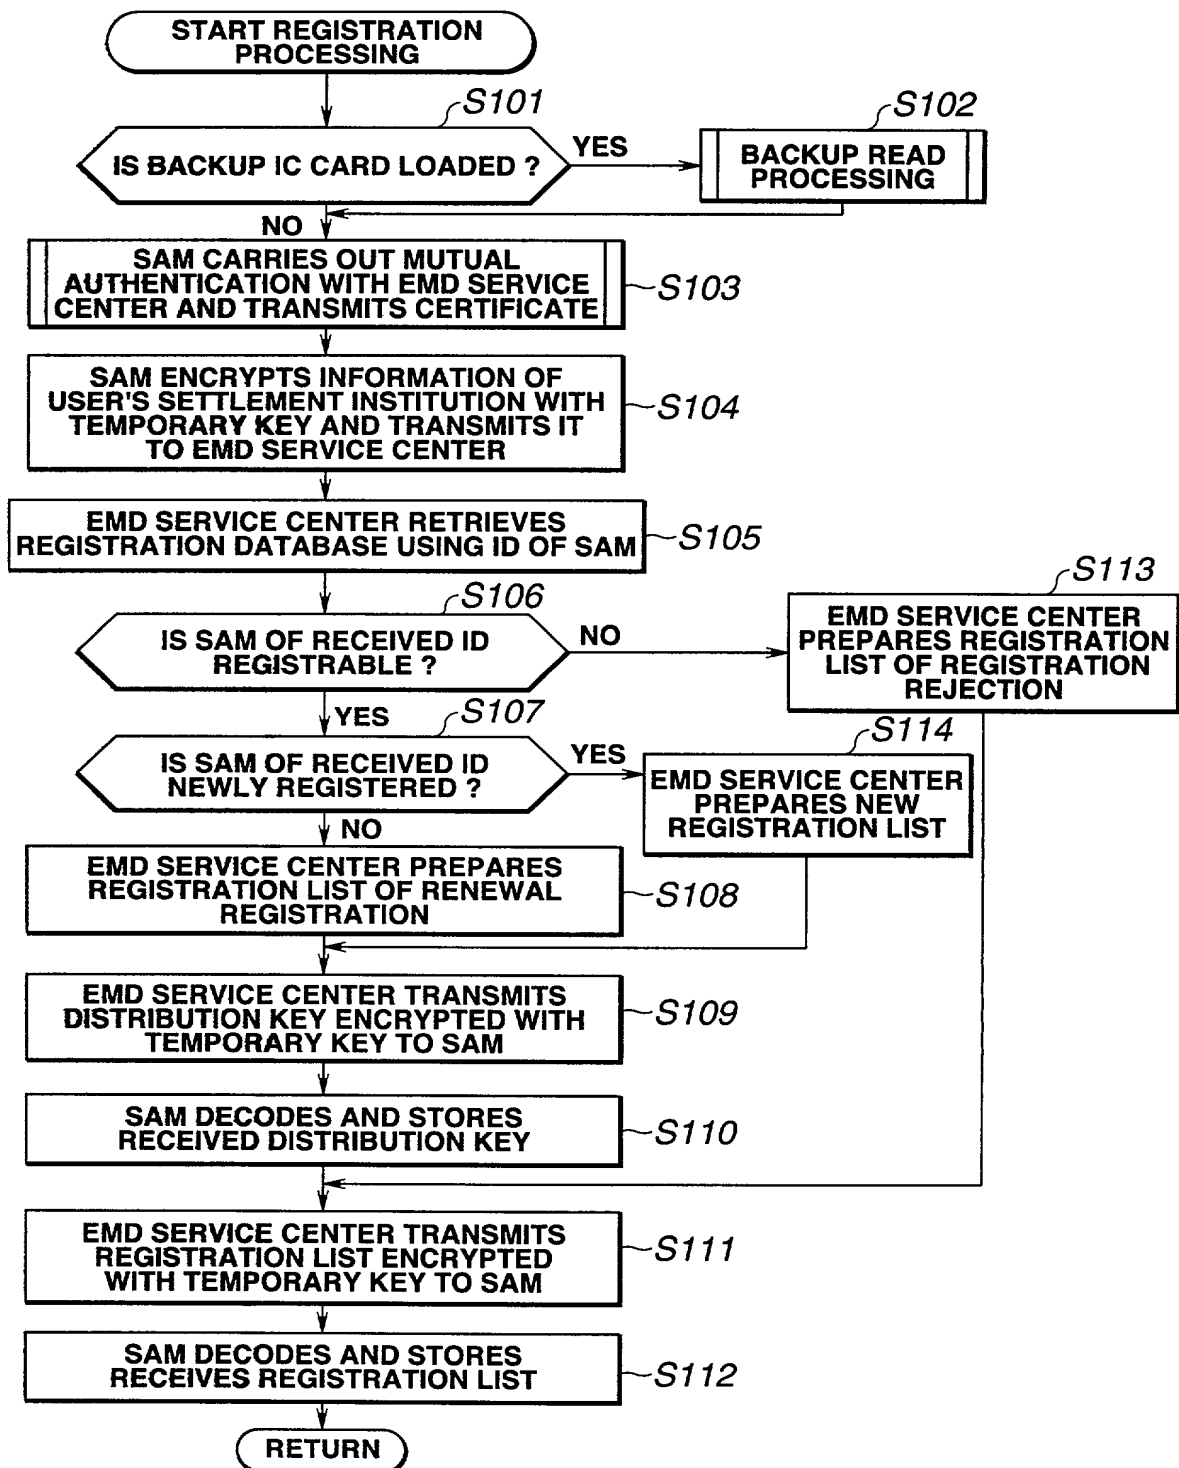 START REGISTRATION
PROCESSING
S101
S102
IS BACKUP IC CARD LOADED ?
YES
BACKUP READ
PROCESSING
NO
SAM CARRIES OUT MUTUAL
AUTHENTICATION WITH EMD SERVICE
CENTER AND TRANSMITS CERTIFICATE
S103
SAM ENCRYPTS INFORMATION OF
USER'S SETTLEMENT INSTITUTION WITH
TEMPORARY KEY AND TRANSMITS IT
TO EMD SERVICE CENTER
S104
EMD SERVICE CENTER RETRIEVES
REGISTRATION DATABASE USING ID OF SAM
S105
S106
IS SAM OF RECEIVED ID
REGISTRABLE ?
NO
S113
EMD SERVICE CENTER
PREPARES REGISTRATION
LIST OF REGISTRATION
REJECTION
YES
S107
IS SAM OF RECEIVED ID
NEWLY REGISTERED ?
YES
S114
EMD SERVICE CENTER
PREPARES NEW
REGISTRATION LIST
NO
EMD SERVICE CENTER PREPARES
REGISTRATION LIST OF RENEWAL
REGISTRATION
S108
EMD SERVICE CENTER TRANSMITS
DISTRIBUTION KEY ENCRYPTED WITH
TEMPORARY KEY TO SAM
S109
SAM DECODES AND STORES
RECEIVED DISTRIBUTION KEY
S110
EMD SERVICE CENTER TRANSMITS
REGISTRATION LIST ENCRYPTED
WITH TEMPORARY KEY TO SAM
S111
SAM DECODES AND STORES
RECEIVES REGISTRATION LIST
S112
RETURN